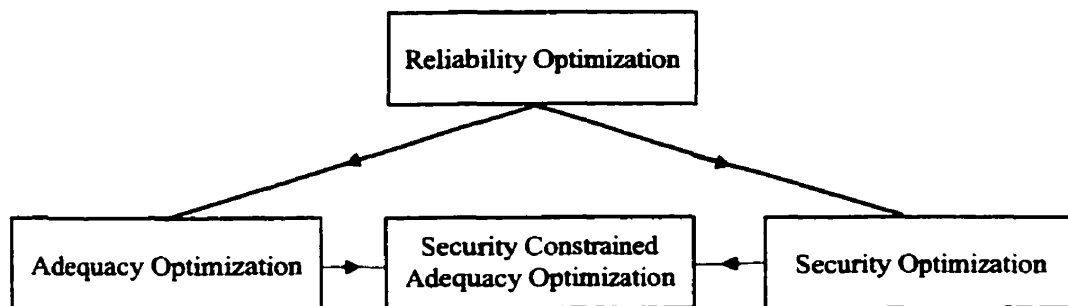 Reliability Optimization
Adequacy Optimization
Security Constrained
Adequacy Optimization
Security Optimization